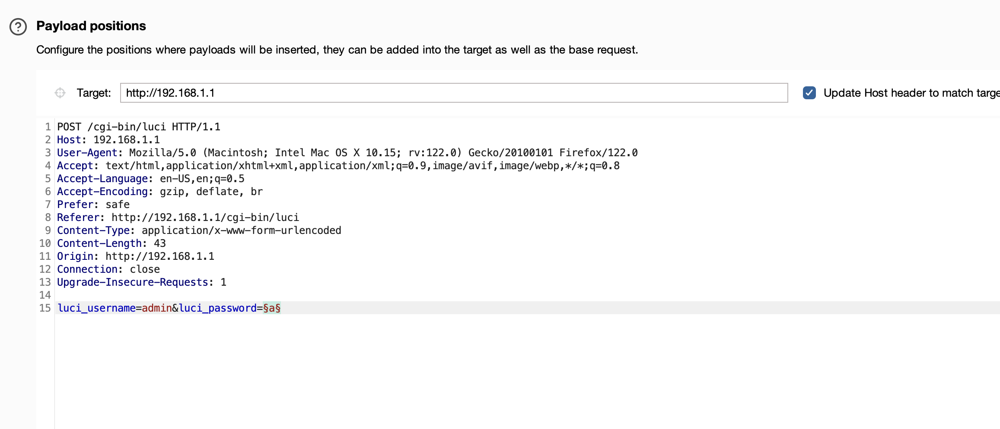 Payload positions
Configure the positions where payloads will be inserted, they can be added into the target as well as the base request.
Target: http://192.168.1.1 Update Host header to match targe
1 POST /cgi-bin/luci HTTP/1.1
2 Host: 192.168.1.1
3 User-Agent: Mozilla/5.0 (Macintosh; Intel Mac OS X 10.15; rv:122.0) Gecko/20100101 Firefox/122.0
4 Accept: text/html,application/xhtml+xml,application/xml;q=0.9,image/avif,image/webp,*/*;q=0.8
5 Accept-Language: en-US,en;q=0.5
6 Accept-Encoding: gzip, deflate, br
7 Prefer: safe
8 Referer: http://192.168.1.1/cgi-bin/luci
9 Content-Type: application/x-www-form-urlencoded
10 Content-Length: 43
11 Origin: http://192.168.1.1
12 Connection: close
13 Upgrade-Insecure-Requests: 1
14
15 luci_username=admin&luci_password=§a§